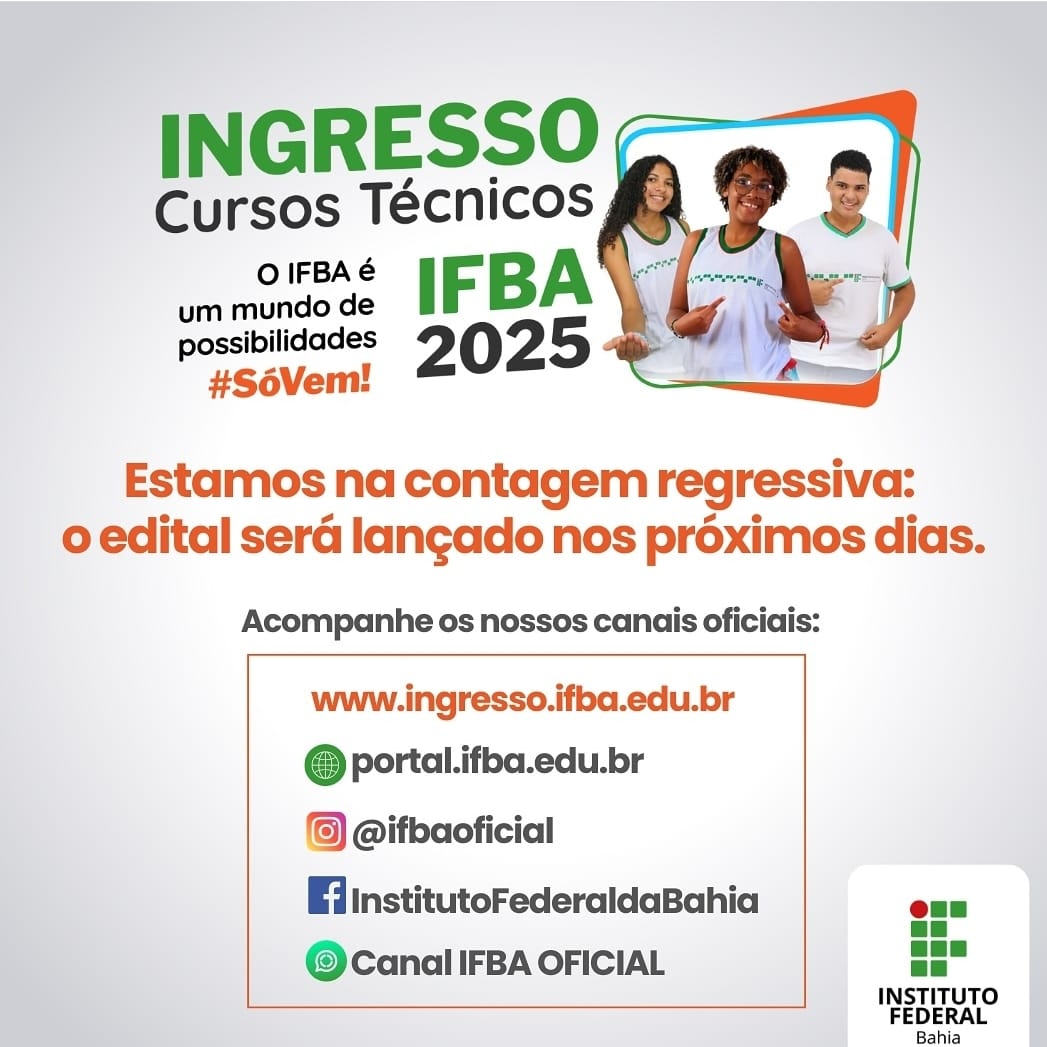 INGRESSO
Cursos Técnicos
O IFBA é
um mundo de
possibilidades
#SóVem!
IFBA
2025
Estamos na contagem regressiva:
o edital será lançado nos próximos dias.
Acompanhe os nossos canais oficiais:
www.ingresso.ifba.edu.br
portal.ifba.edu.br
@ifbaoficial
InstitutoFederaldaBahia
Canal IFBA OFICIAL
INSTITUTO
FEDERAL
Bahia